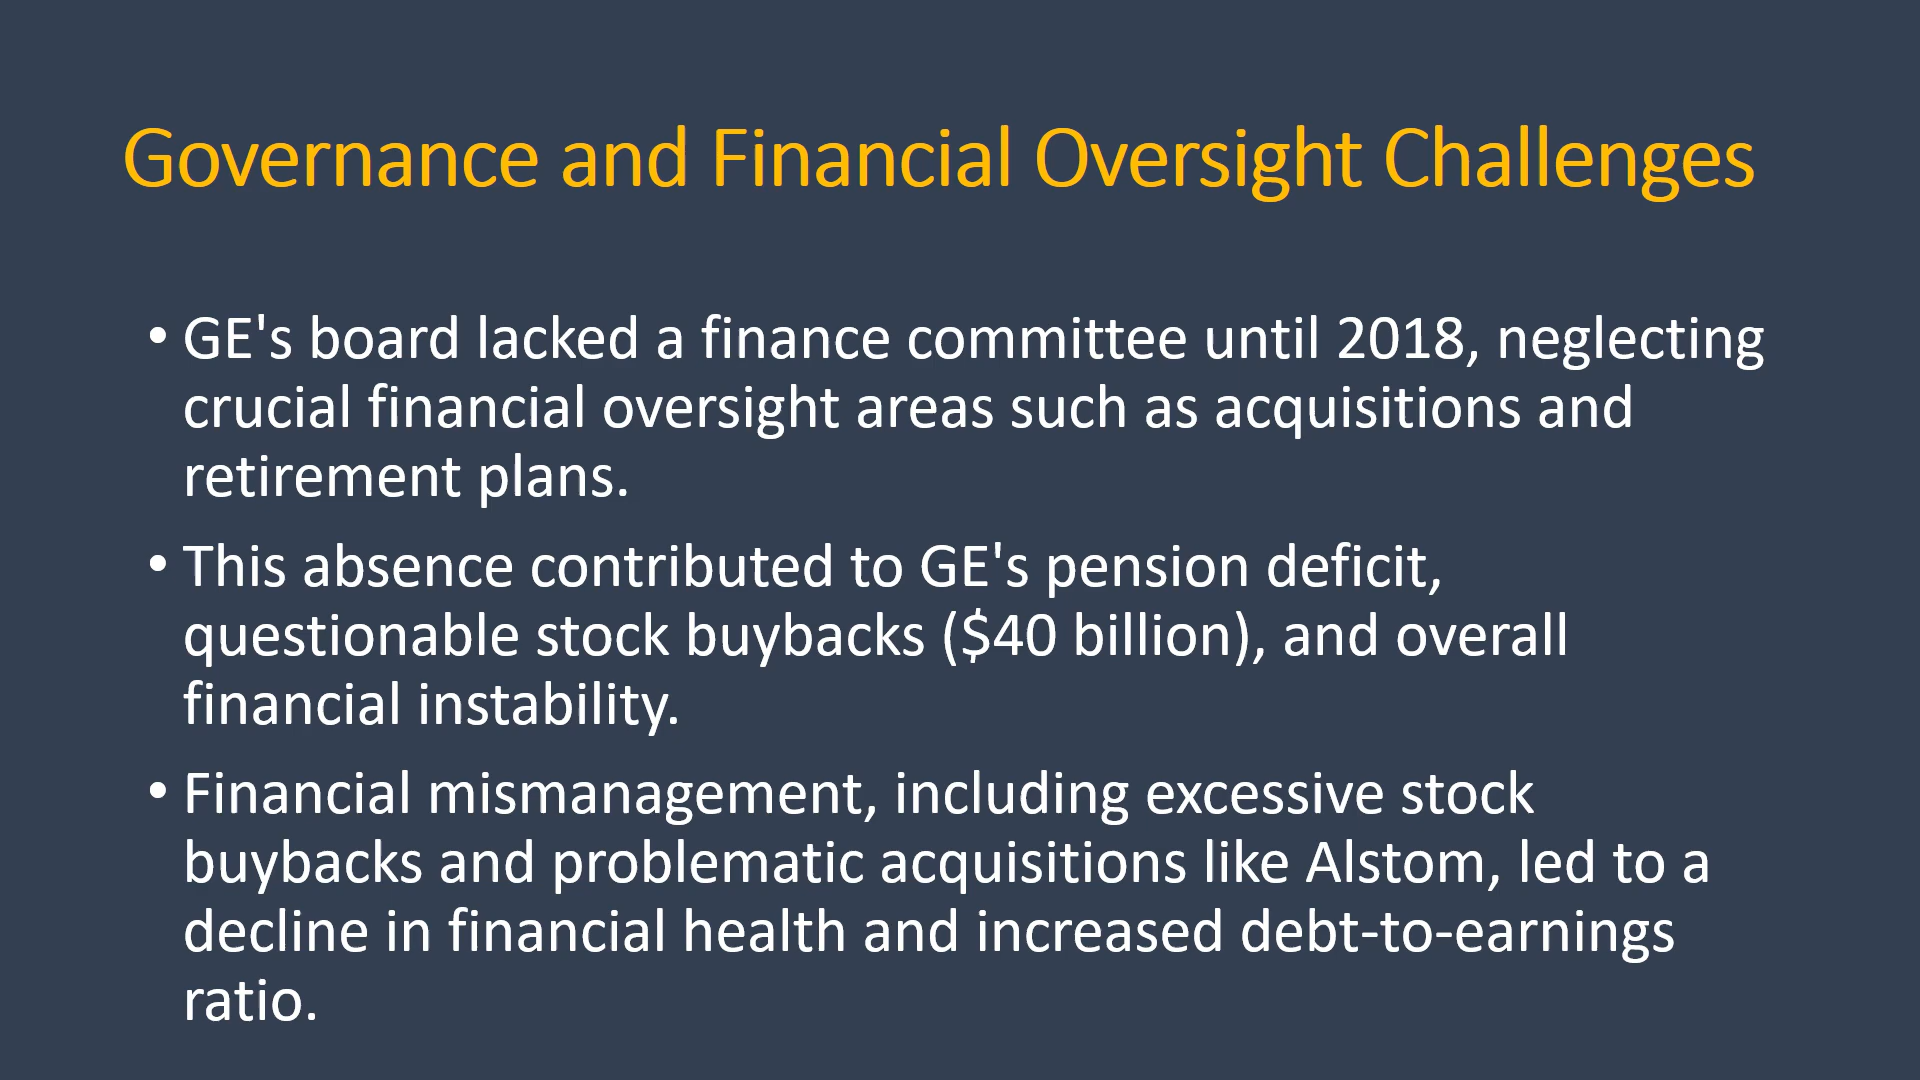 Governance and Financial Oversight Challenges
• GE's board lacked a finance committee until 2018, neglecting
crucial financial oversight areas such as acquisitions and
retirement plans.
• This absence contributed to GE's pension deficit,
questionable stock buybacks ($40 billion), and overall
financial instability.
• Financial mismanagement, including excessive stock
buybacks and problematic acquisitions like Alstom, led to a
decline in financial health and increased debt-to-earnings
ratio.